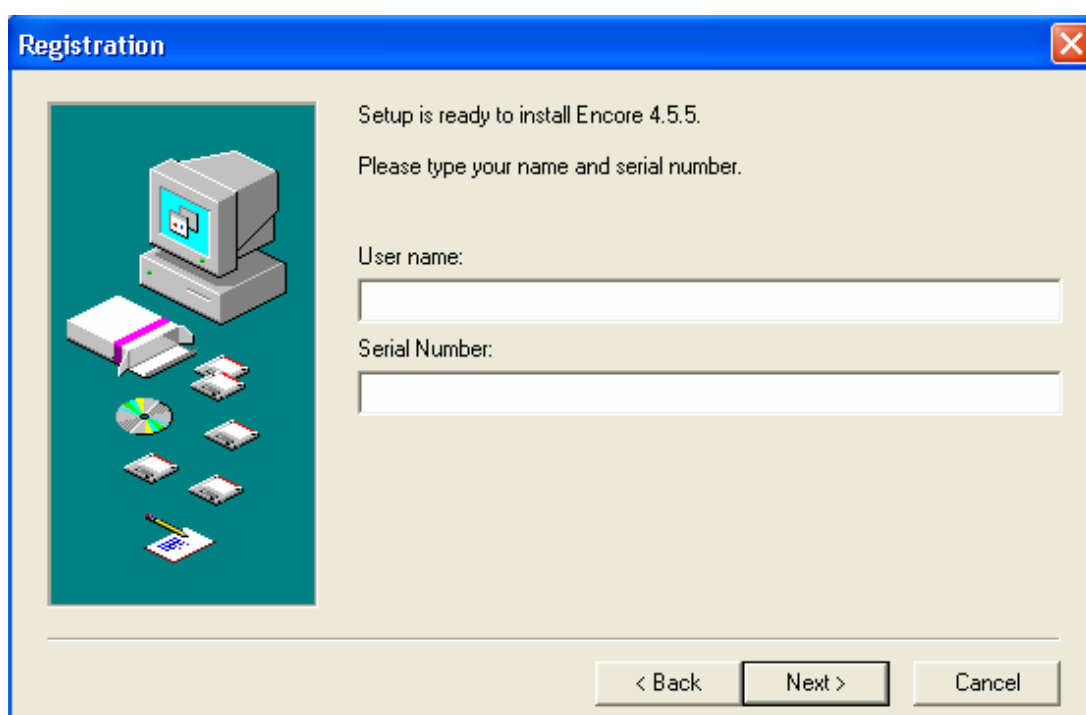 Registration
Setup is ready to install Encore 4.5.5.
Please type your name and serial number.
User name:
Serial Number:
< Back
Next >
Cancel